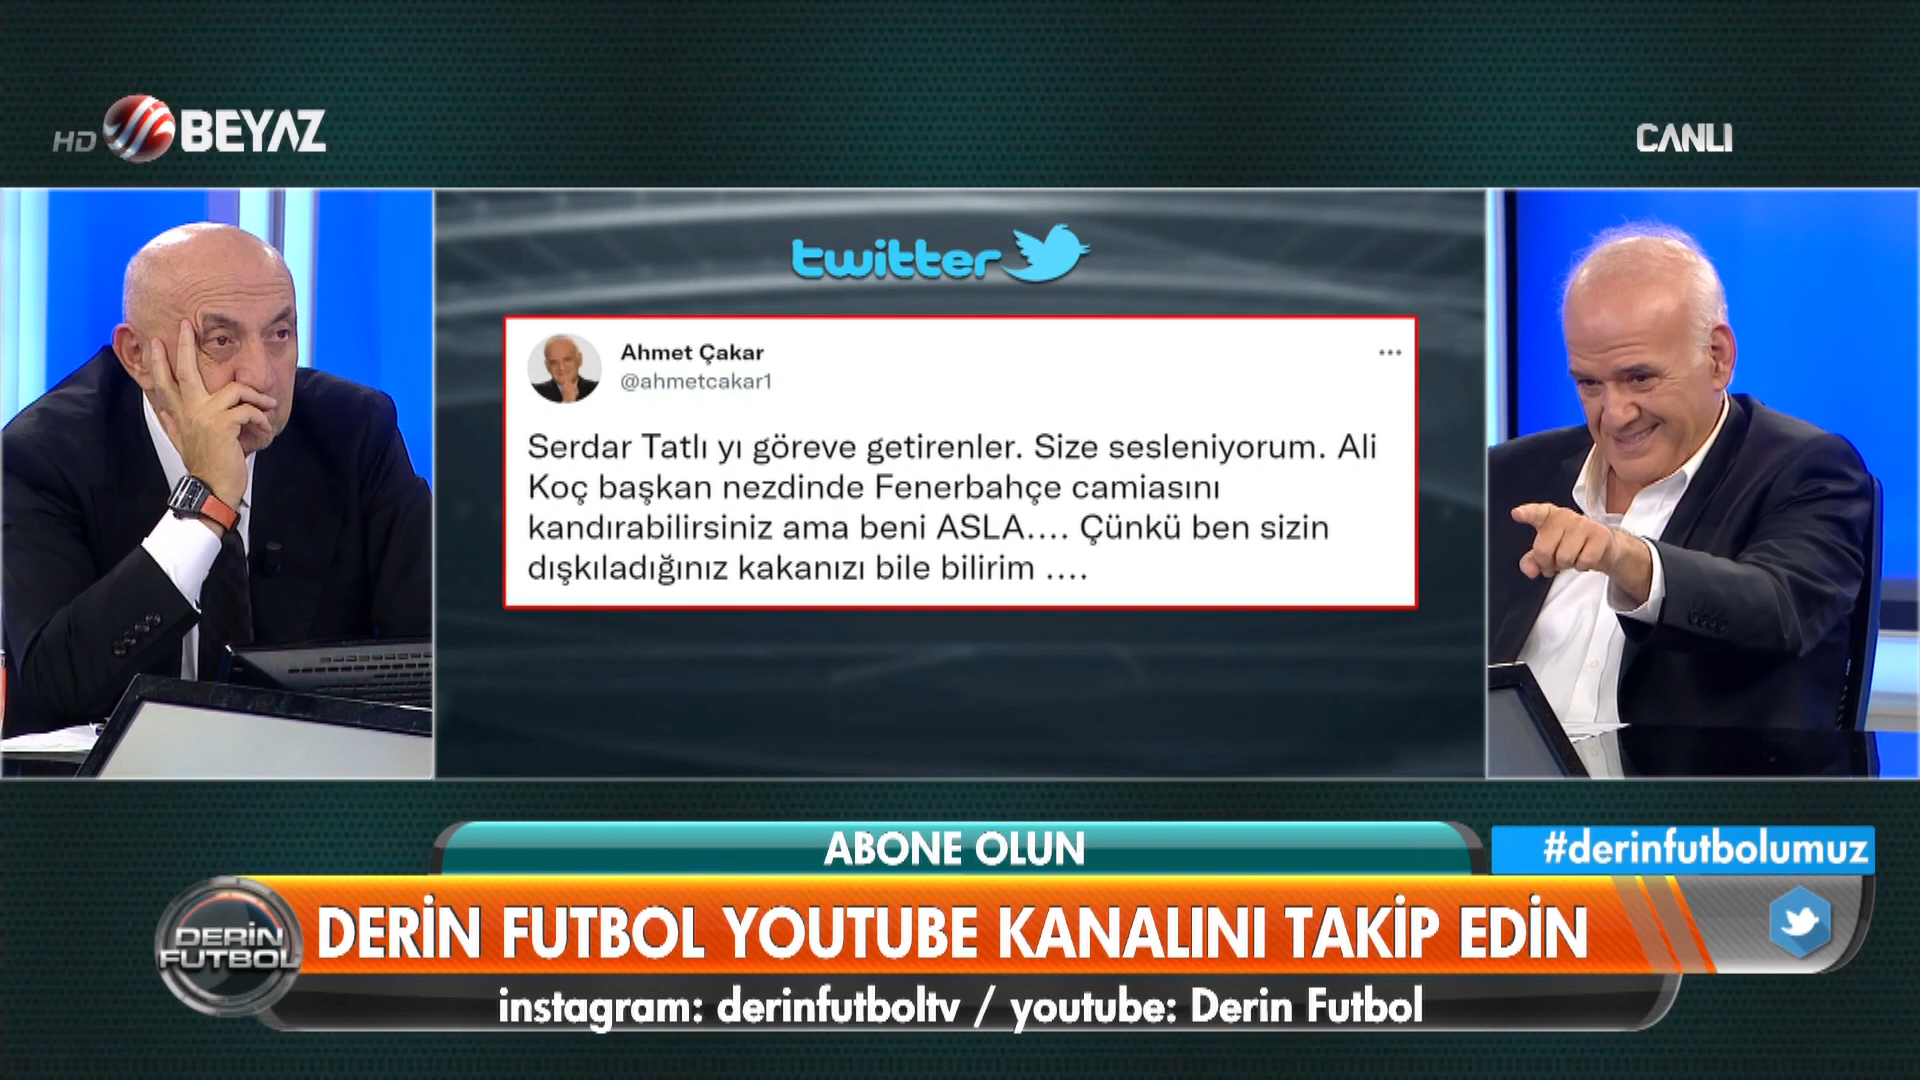 HD BEYAZ
CANLI
twitter
Ahmet Çakar
@ahmetcakar1
Serdar Tatlı yı göreve getirenler. Size sesleniyorum. Ali
Koç başkan nezdinde Fenerbahçe camiasını
kandırabilirsiniz ama beni ASLA.... Çünkü ben sizin
dışkıladığınız kakanızı bile bilirim ....
ABONE OLUN
#derinfutbolumuz
DERİN
FUTBOL
DERİN FUTBOL YOUTUBE KANALINI TAKİP EDİN
instagram: derinfutboltv / youtube: Derin Futbol